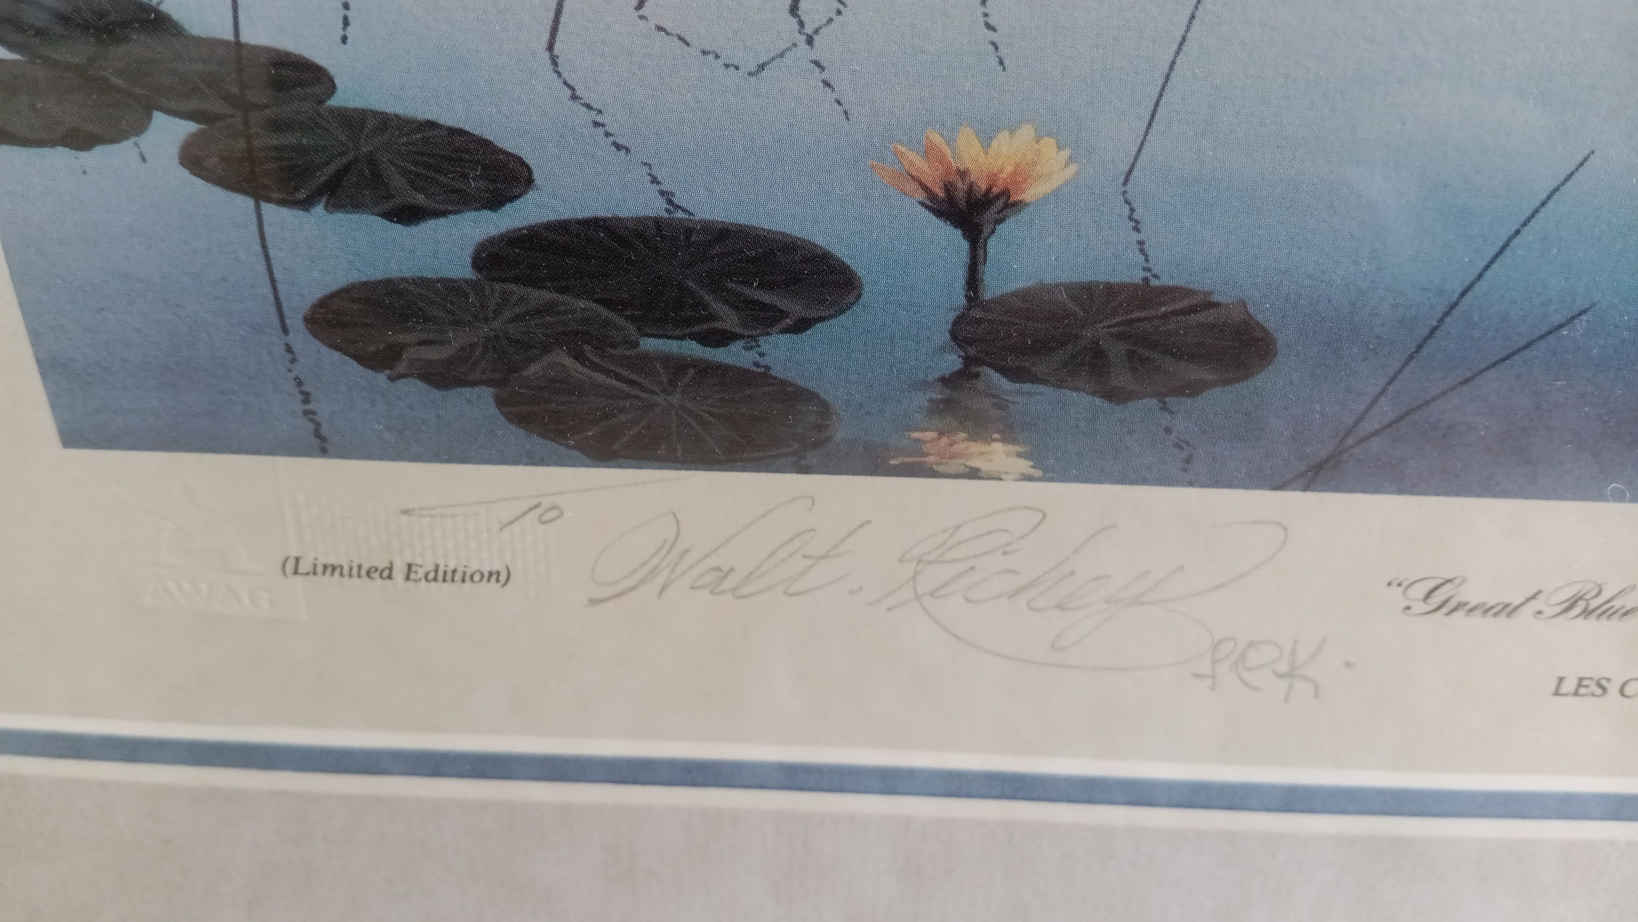 To Walt. Richey
(Limited Edition)
"Great Blue
LES C